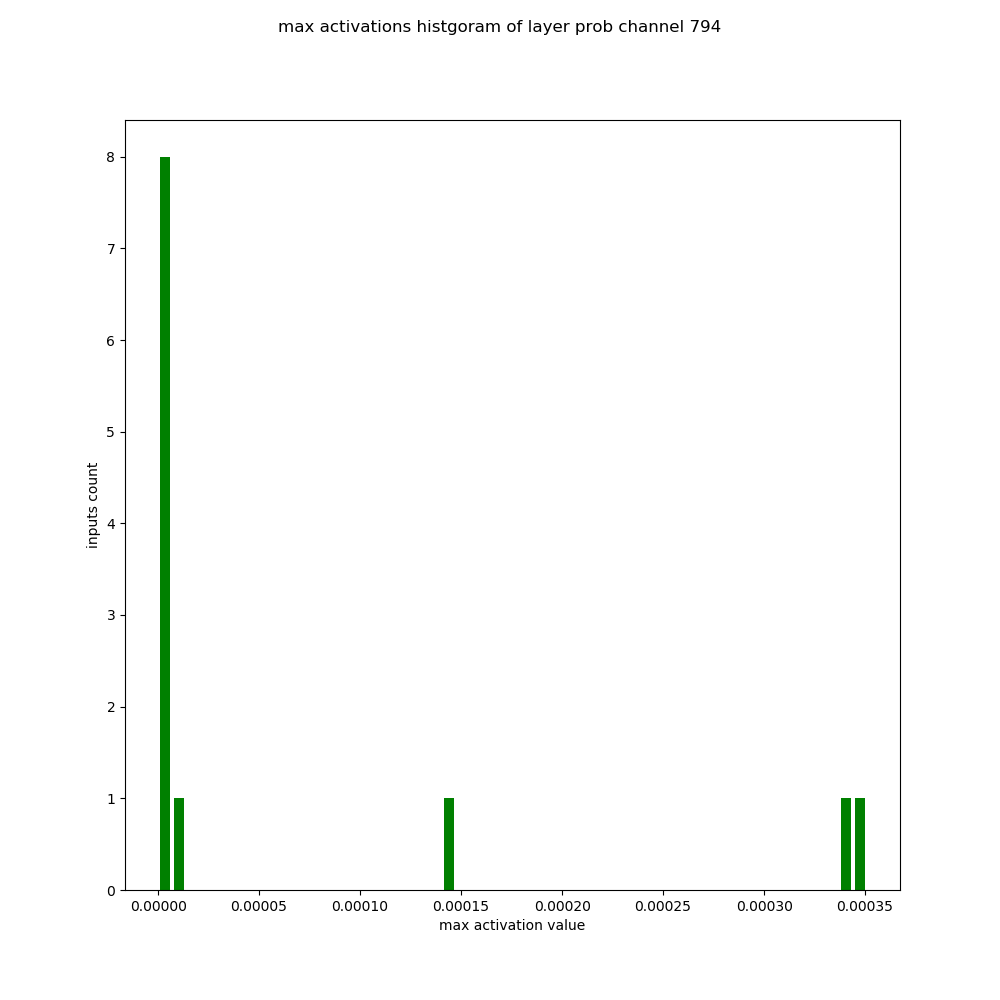 max activations histgoram of layer prob channel 794
8
7
6
5
4
3
2
1
0
inputs count
0.00000 0.00005 0.00010 0.00015 0.00020 0.00025 0.00030 0.00035
max activation value